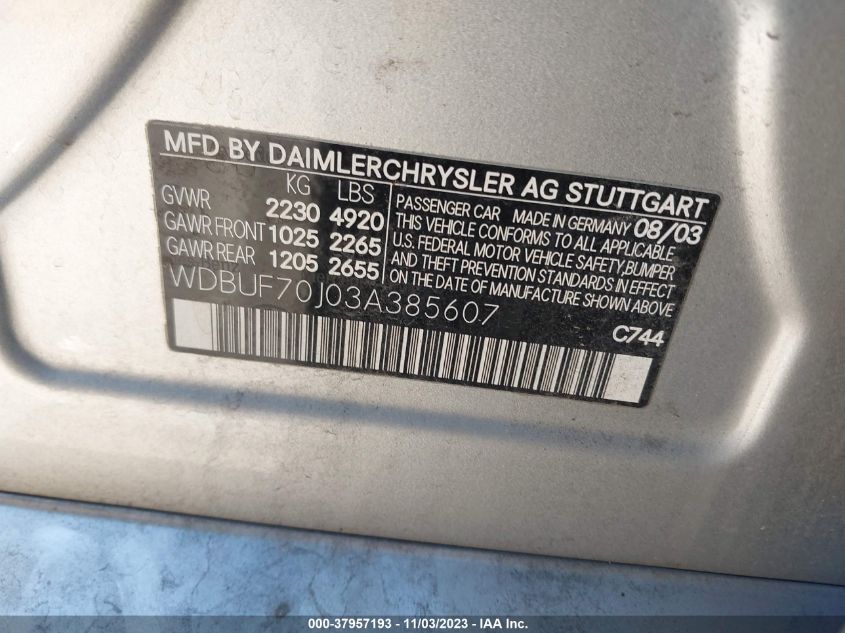 MFD BY DAIMLERCHRYSLER AG STUTTGART
KG LBS
GVWR 2230 4920
GAWR FRONT 1025 2265
GAWR REAR 1205 2655
PASSENGER CAR MADE IN GERMANY 08/03
THIS VEHICLE CONFORMS TO ALL APPLICABLE
U.S. FEDERAL MOTOR VEHICLE SAFETY,BUMPER
AND THEFT PREVENTION STANDARDS IN EFFECT
ON THE DATE OF MANUFACTURE SHOWN ABOVE
WDBUF70J03A385607
C744
000-37957193 - 11/03/2023 - IAA Inc.